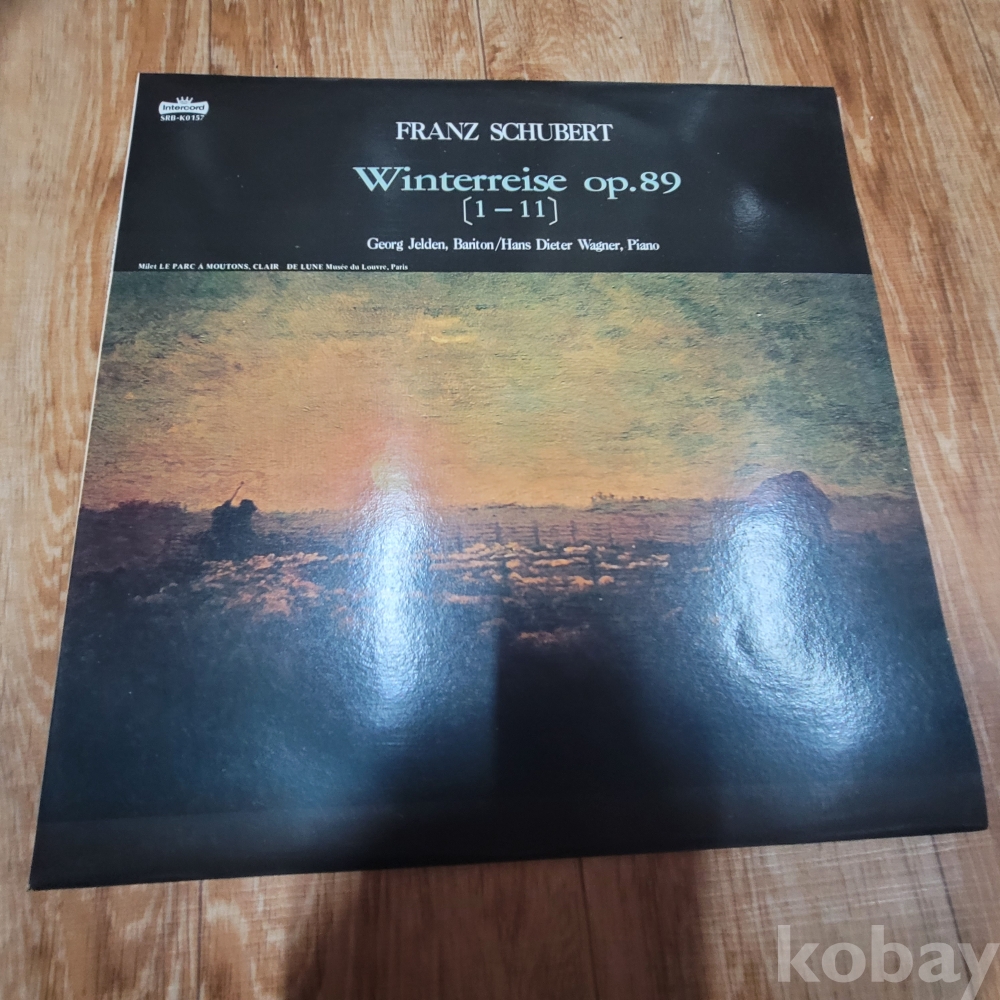 Intercord
SRB-K0157
FRANZ SCHUBERT
Winterreise op.89
[1–11]
Georg Jelden, Bariton/Hans Dieter Wagner, Piano
Milet LE PARC À MOUTONS, CLAIR DE LUNE Musée du Louvre, Paris
kobay